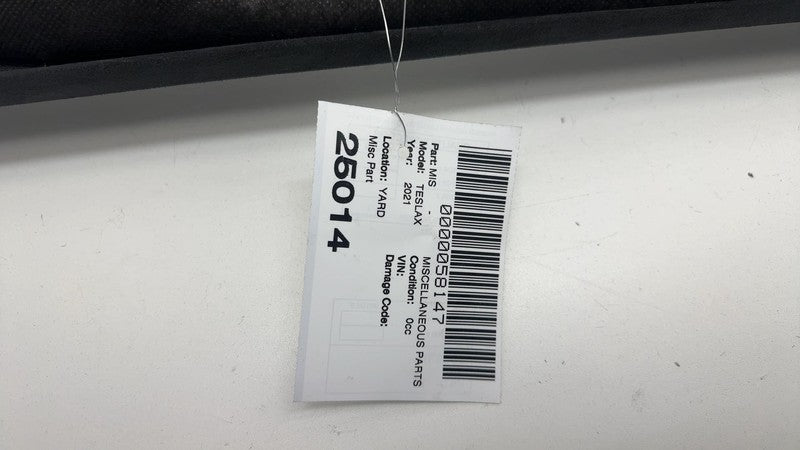 0000058147
Part: MIS - MISCELLANEOUS PARTS
Model: TESLAX Condition: 0cc
Year: 2021 VIN:
Location: YARD Damage Code:
Misc Part
25014